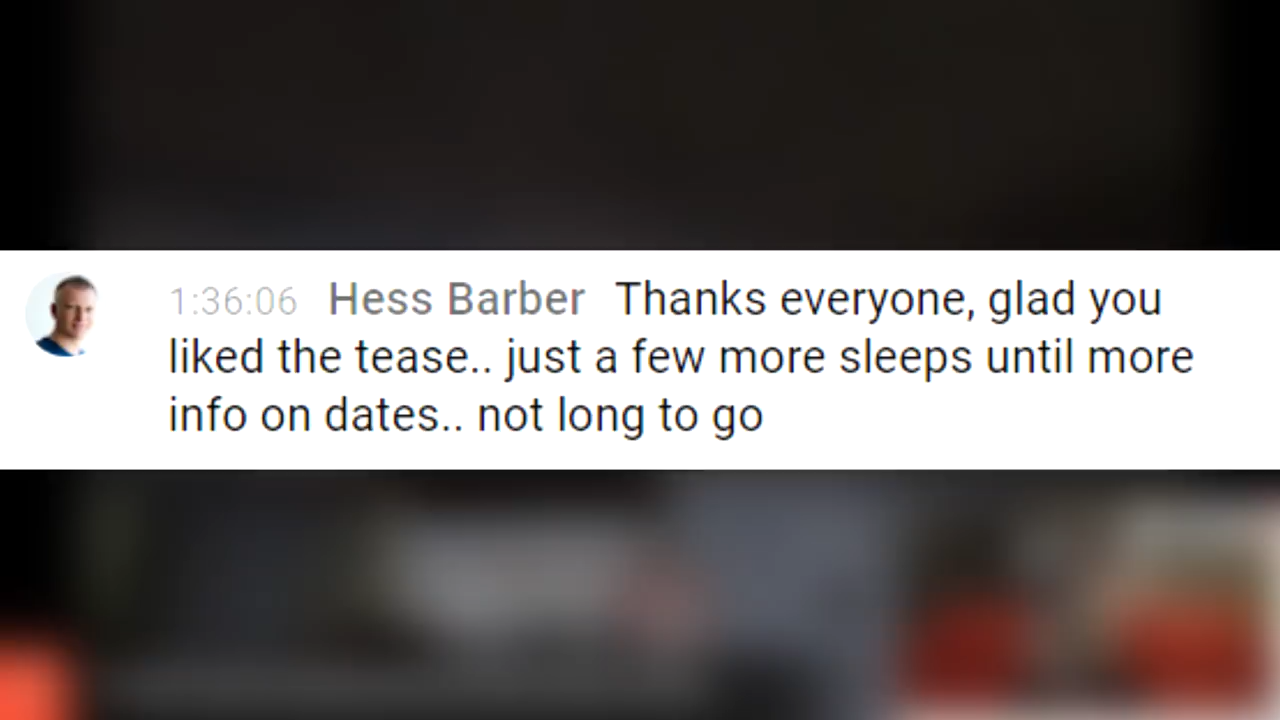 1:36:06 Hess Barber Thanks everyone, glad you
liked the tease.. just a few more sleeps until more
info on dates.. not long to go